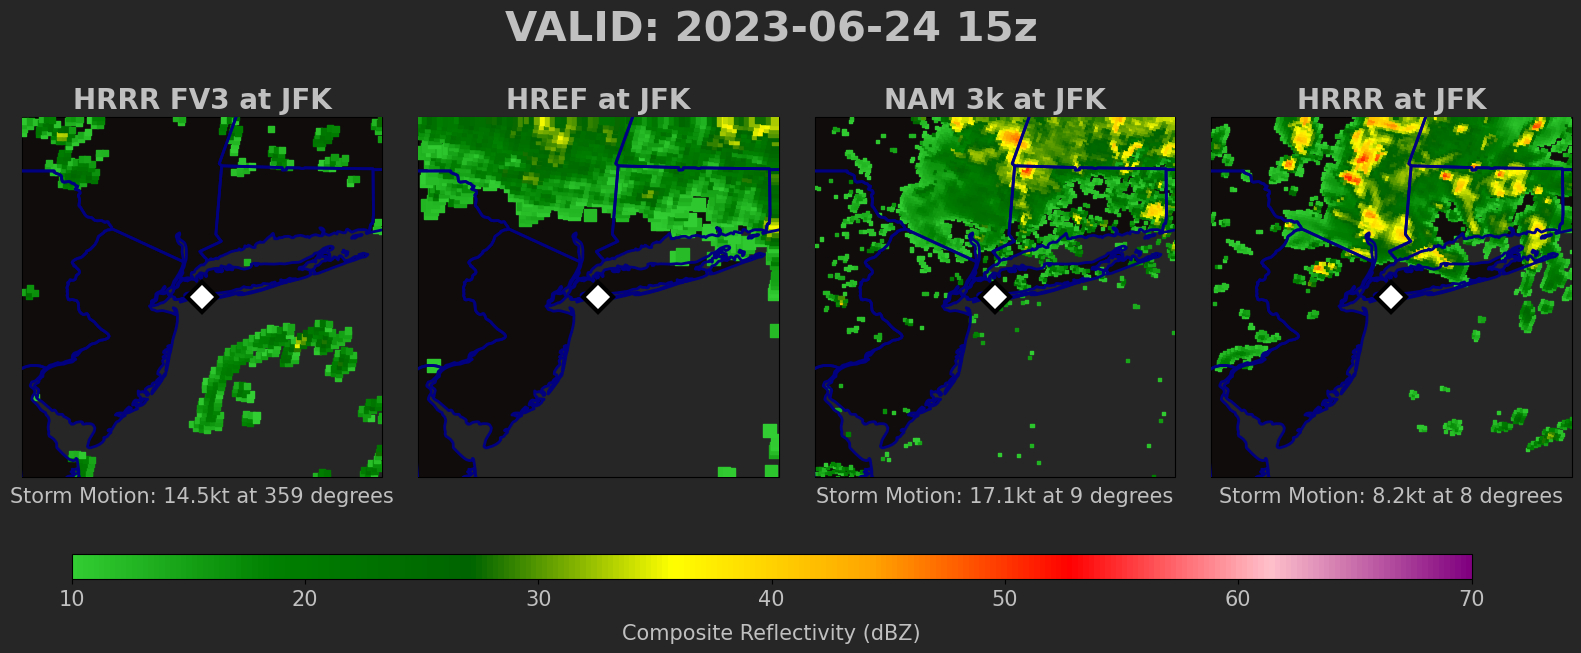 VALID: 2023-06-24 15z
HRRR FV3 at JFK
HREF at JFK
NAM 3k at JFK
HRRR at JFK
Storm Motion: 14.5kt at 359 degrees
Storm Motion: 17.1kt at 9 degrees
Storm Motion: 8.2kt at 8 degrees
10 20 30 40 50 60 70
Composite Reflectivity (dBZ)